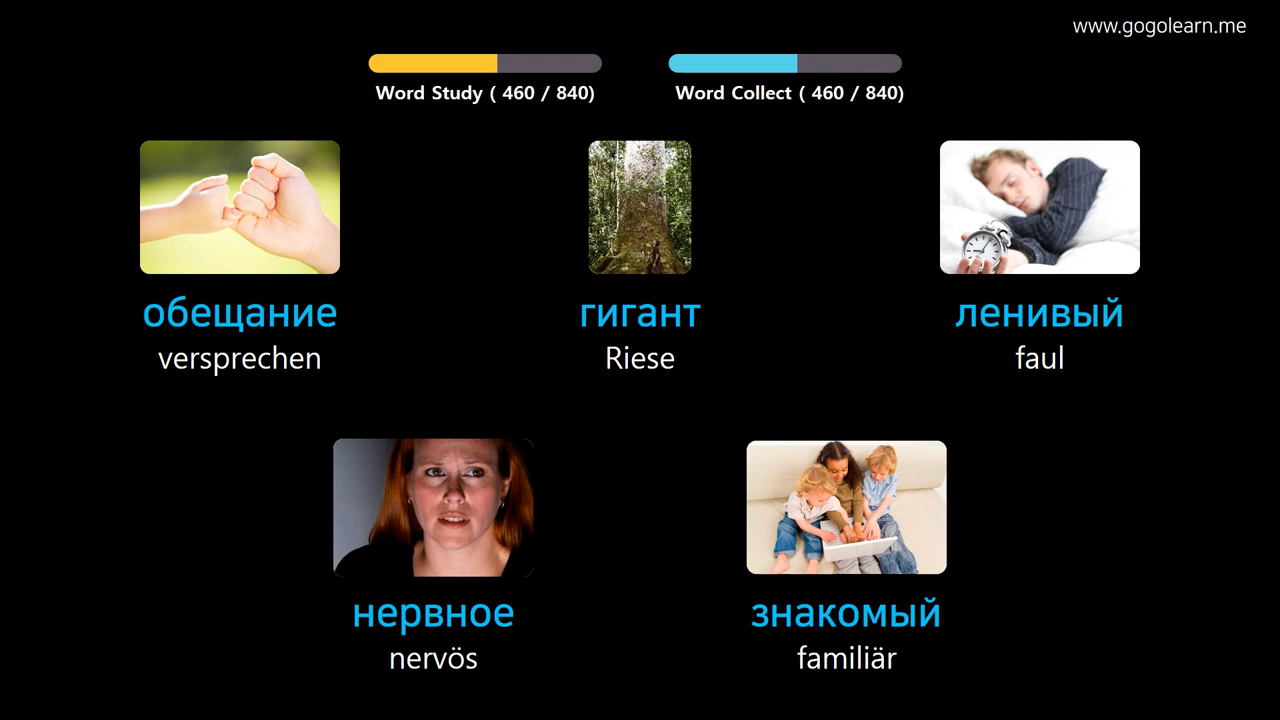 www.gogolearn.me
Word Study ( 460 / 840)
Word Collect ( 460 / 840)
обещание
versprechen
гигант
Riese
ленивый
faul
нервное
nervös
знакомый
familiär